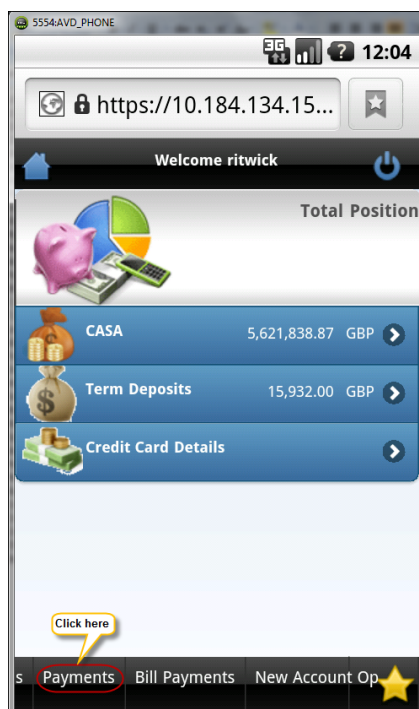 5554:AVD_PHONE
3G ? 12:04
https://10.184.134.15...
Welcome ritwick
Total Position
CASA 5,621,838.87 GBP
Term Deposits 15,932.00 GBP
$
Credit Card Details
Click here
s Payments Bill Payments New Account Op